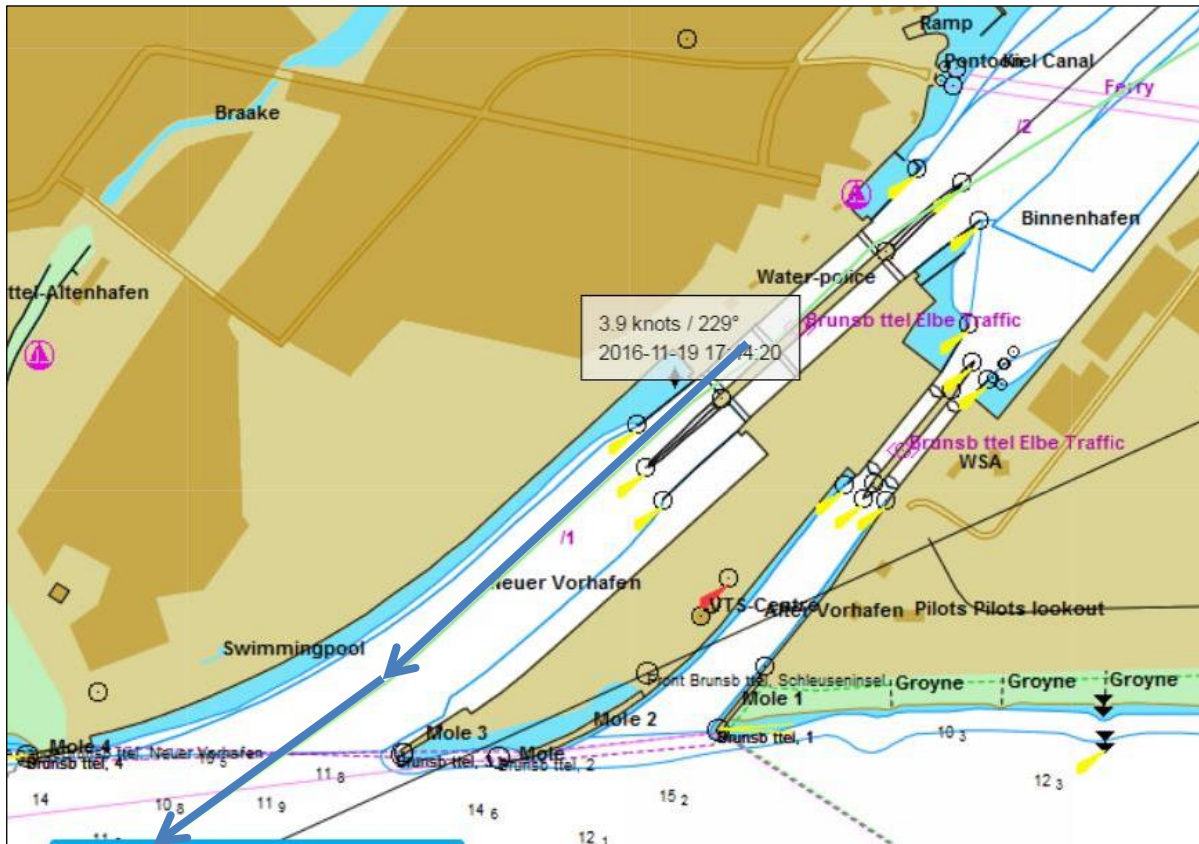 Ramp
Kiel Canal
Ferry
Braake
/2
Binnenhafen
Water-police
ttel-Altenhafen
3.9 knots / 229°
2016-11-19 17:44:20
Brunsb ttel Elbe Traffic
Brunsb ttel Elbe Traffic
WSA
/1
Neuer Vorhafen
VTS-Centre
Alter Vorhafen
Pilots Pilots lookout
Swimmingpool
Front Brunsb ttel, Schleuseninsel
Groyne
Groyne
Groyne
Mole 1
Mole 2
Mole 3
Mole
Mole 4
ttel, Neuer Vorhafen
Brunsb ttel, 1
Brunsb ttel, 2
Brunsb ttel, 4
10 3
12 3
11 8
15 2
14
10 8
11 9
14 6
12 1